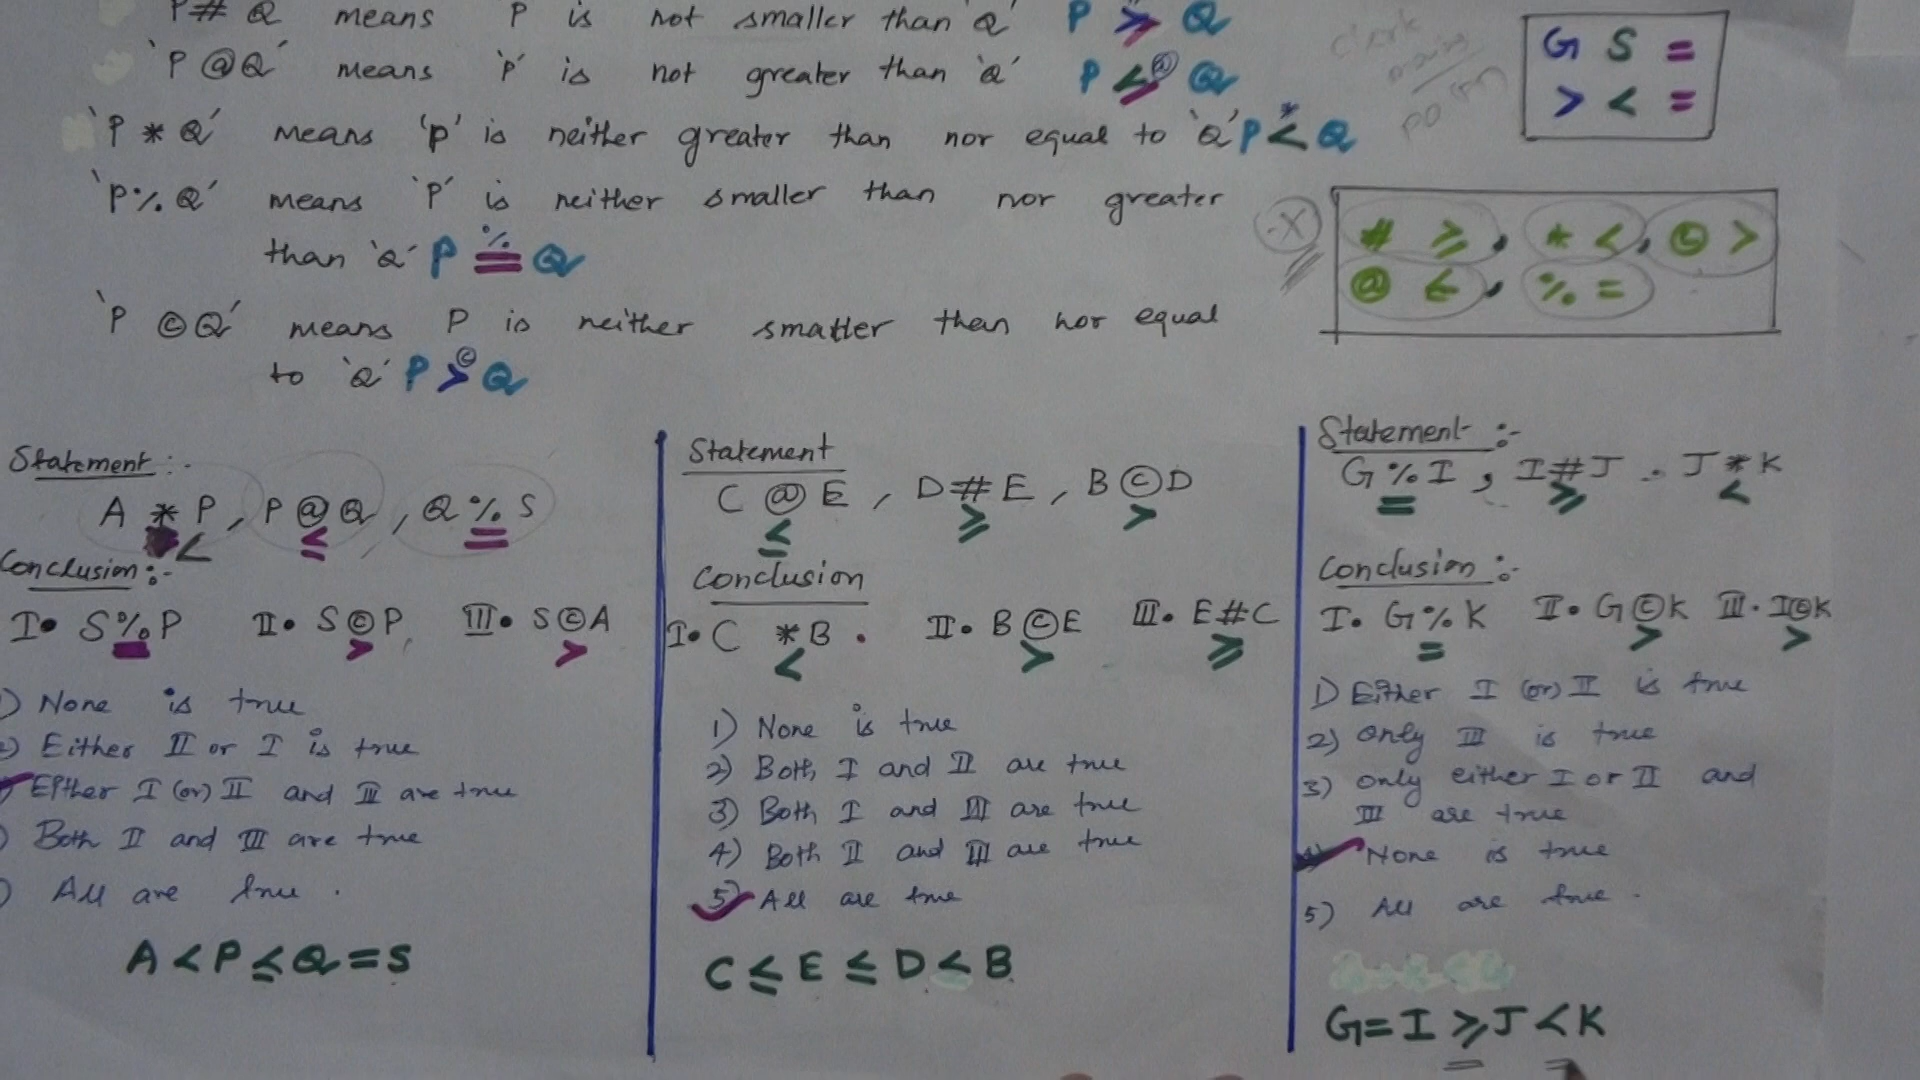 P # Q means P is not smaller than Q' P ≥ Q
'P @ Q' means 'P' is not greater than 'Q' P ≤ @ Q
'P * Q' means 'P' is neither greater than nor equal to 'Q' P * < Q
'P % Q' means 'P' is neither smaller than nor greater
than 'Q' P % = Q
'P © Q' means P is neither smatter then nor equal
to 'Q' P © > Q
G S =
> < =
-X
# ≥, * <, © >
@ ≤, % =
Statement :-
A * P, P @ Q, Q % S
< ≤ =
Conclusion :-
I. S % P II. S © P, III. S © A
= > >
) None is true
) Either II or I is true
) Either I (or) II and III are true
) Both II and III are true
) All are true .
A < P ≤ Q = S
Statement
C @ E , D # E , B © D
≤ ≥ >
Conclusion
I. C * B . II. B © E III. E # C
< > ≥
1) None is true
2) Both I and II are true
3) Both I and III are true
4) Both II and III are true
5) All are true
C ≤ E ≤ D < B
Statement :-
G % I , I # J , J * K
= ≥ <
Conclusion :-
I. G % K II. G © K III. I © K
= > >
1) Either I (or) II is true
2) Only III is true
3) only either I or II and
III are true
4) None is true
5) All are true .
G = I ≥ J < K